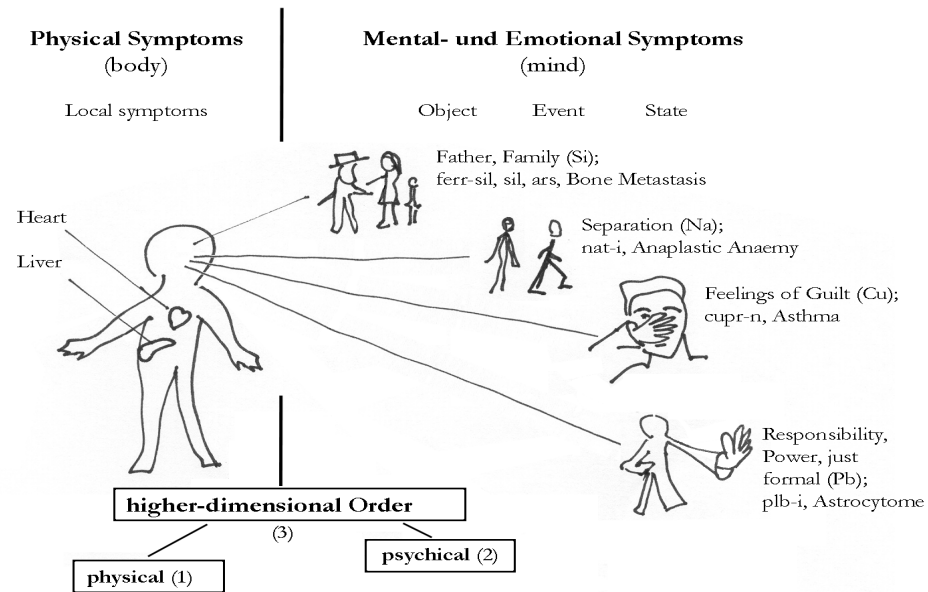 Physical Symptoms
(body)
Mental- und Emotional Symptoms
(mind)
Local symptoms
Object
Event
State
Father, Family (Si);
ferr-sil, sil, ars, Bone Metastasis
Heart
Liver
Separation (Na);
nat-i, Anaplastic Anaemy
Feelings of Guilt (Cu);
cupr-n, Asthma
Responsibility,
Power, just
formal (Pb);
plb-i, Astrocytome
higher-dimensional Order
(3)
psychical (2)
physical (1)